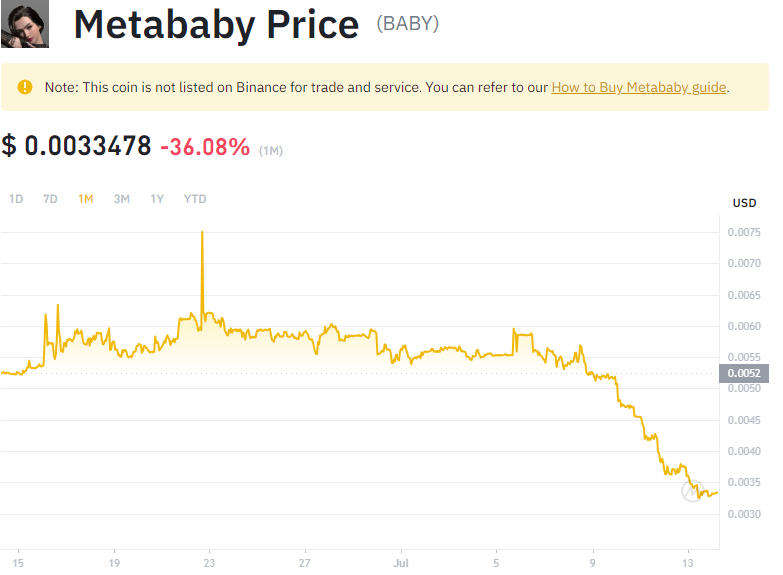 Metababy Price (BABY)
Note: This coin is not listed on Binance for trade and service. You can refer to our How to Buy Metababy guide.
$ 0.0033478 -36.08% (1M)
1D 7D 1M 3M 1Y YTD
USD
0.0075
0.0070
0.0065
0.0060
0.0055
0.0052
0.0050
0.0045
0.0040
0.0035
0.0030
15 19 23 27 Jul 5 9 13